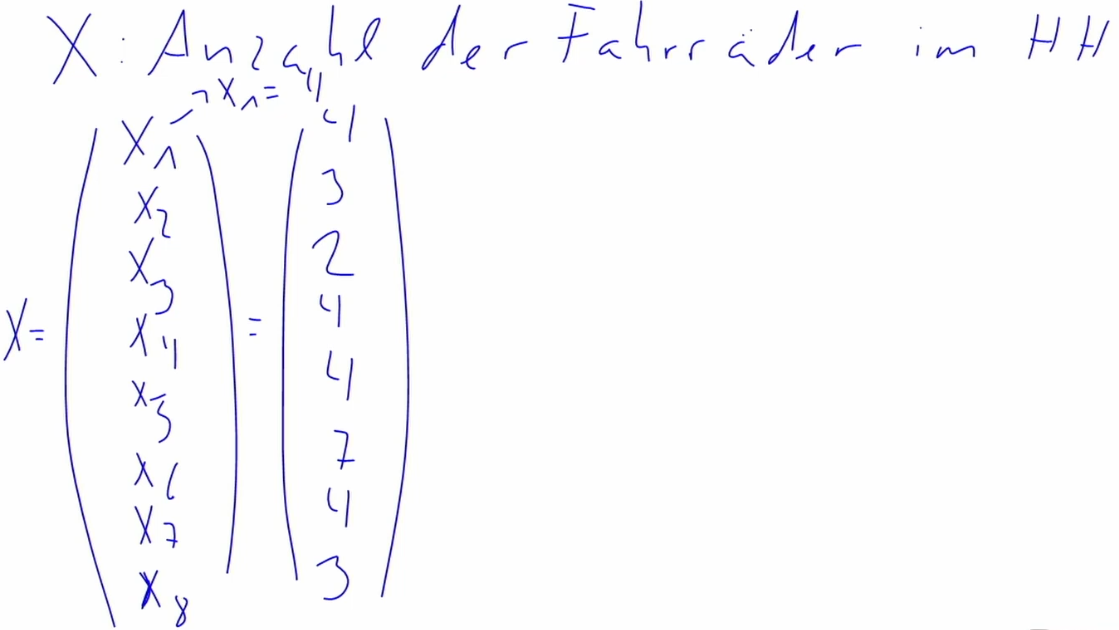 X: Anzahl der Fahrräder im HH
x₁=4
x₁ 4
x₂ 3
x₃ 2
X= x₄ = 4
x₅ 4
x₆ 7
x₇ 4
x₈ 3